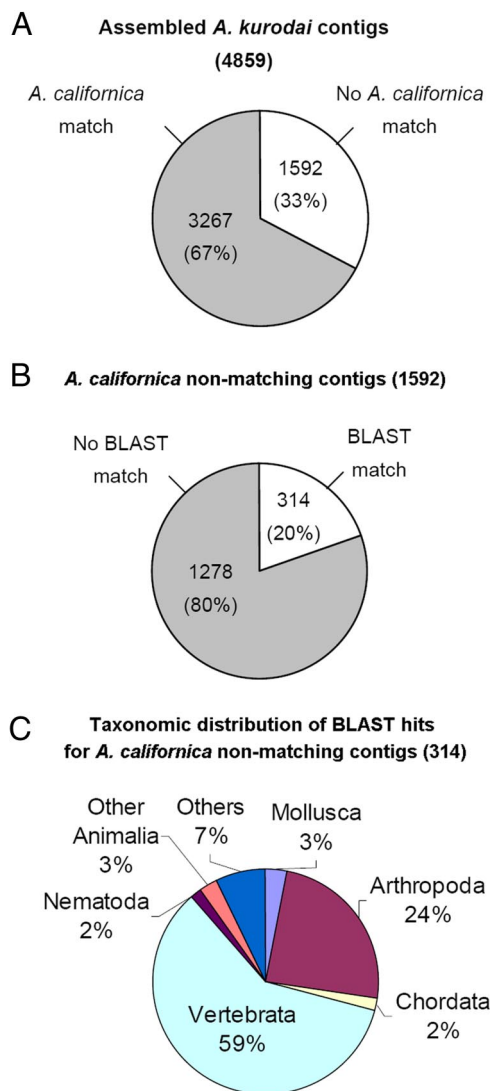 A
Assembled A. kurodai contigs
(4859)
A. californica
match
No A. californica
match
1592
(33%)
3267
(67%)
B
A. californica non-matching contigs (1592)
No BLAST
match
BLAST
match
314
(20%)
1278
(80%)
C
Taxonomic distribution of BLAST hits
for A. californica non-matching contigs (314)
Other
Animalia
3%
Others
7%
Mollusca
3%
Arthropoda
24%
Nematoda
2%
Chordata
2%
Vertebrata
59%